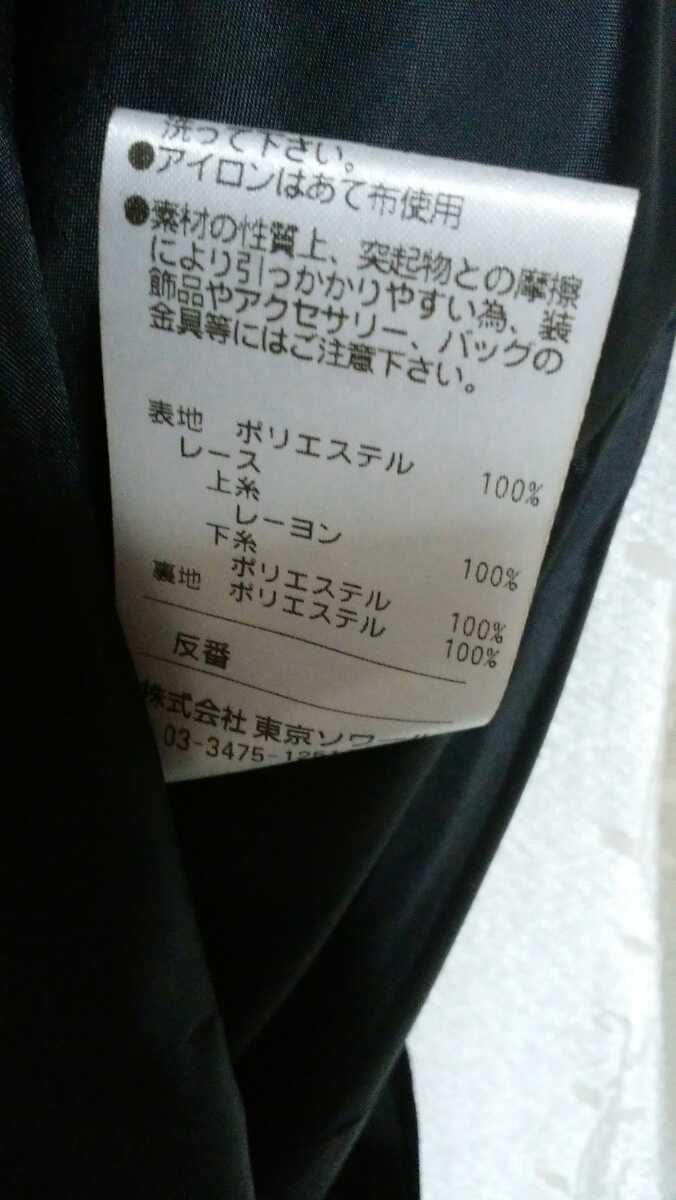 洗って下さい。
●アイロンはあて布使用
●素材の性質上、突起物との摩擦
により引っかかりやすい為、装
飾品やアクセサリー、バッグの
金具等にはご注意下さい。
表地 ポリエステル 100%
レース
上糸
レーヨン 100%
下糸
ポリエステル 100%
裏地 ポリエステル 100%
反番
株式会社 東京ソワール
03-3475-125